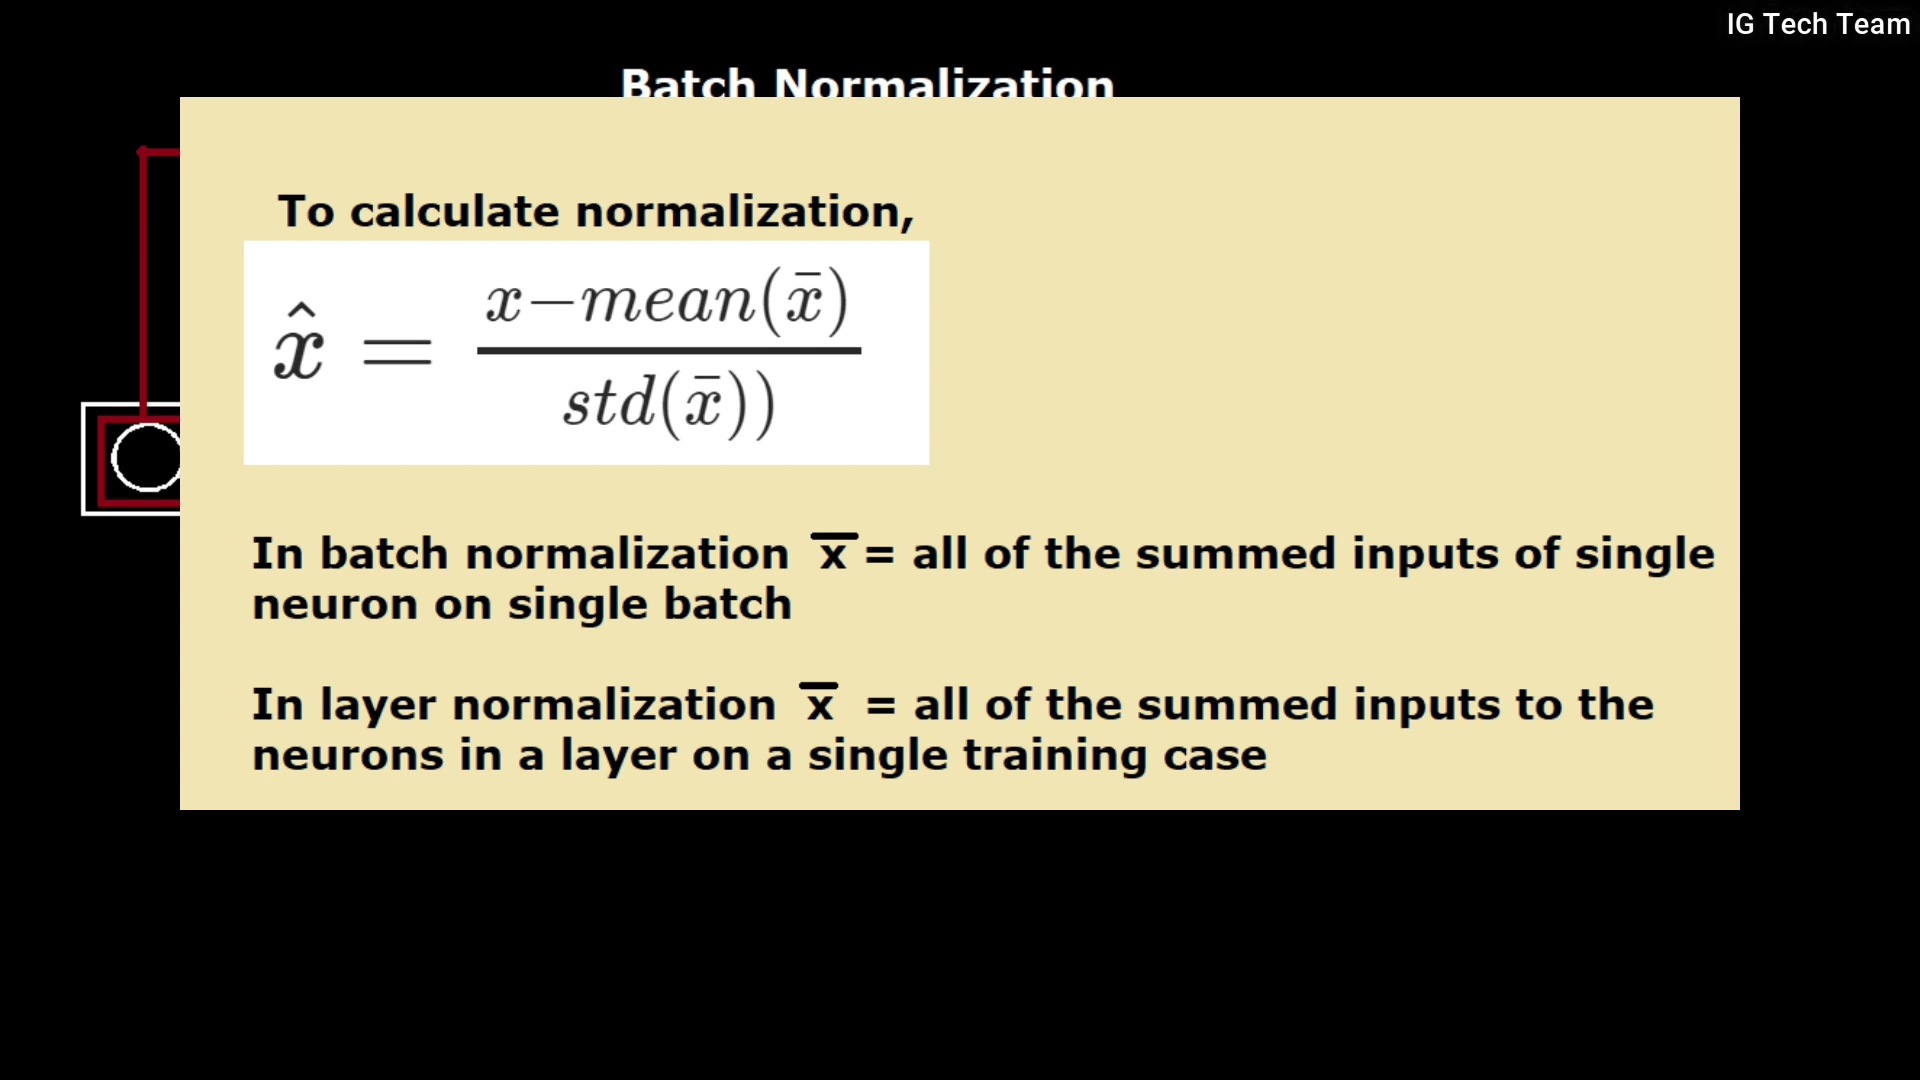 IG Tech Team
Batch Normalization
To calculate normalization,
x̂ = x−mean(x̄) / std(x̄))
In batch normalization x̄ = all of the summed inputs of single
neuron on single batch
In layer normalization x̄ = all of the summed inputs to the
neurons in a layer on a single training case